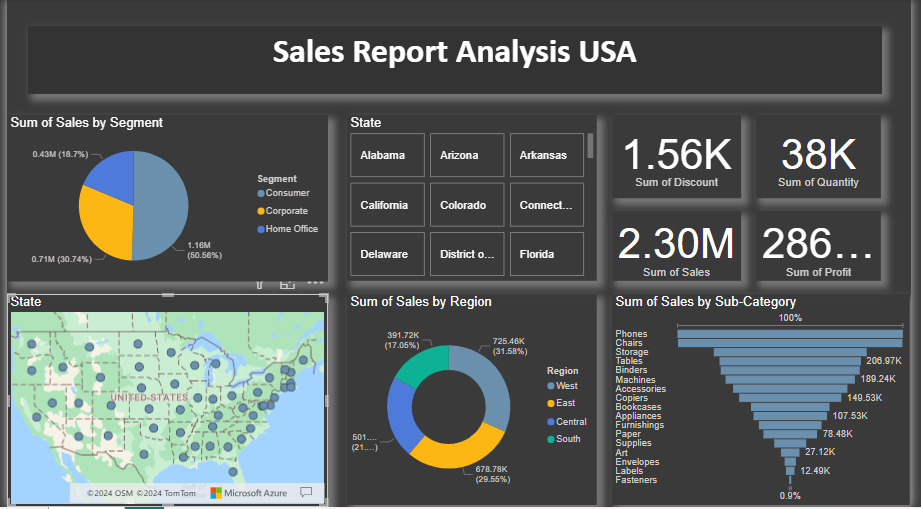 Sales Report Analysis USA
Sum of Sales by Segment
0.43M (18.7%)
0.71M (30.74%)
1.16M
(50.56%)
Segment
Consumer
Corporate
Home Office
State
Alabama
Arizona
Arkansas
California
Colorado
Connect...
Delaware
District o...
Florida
1.56K
Sum of Discount
38K
Sum of Quantity
2.30M
Sum of Sales
286...
Sum of Profit
State
UNITED STATES
©2024 OSM ©2024 TomTom
Microsoft Azure
Sum of Sales by Region
391.72K
(17.05%)
725.46K
(31.58%)
501....
(21....)
678.78K
(29.55%)
Region
West
East
Central
South
Sum of Sales by Sub-Category
100%
Phones
Chairs
Storage
Tables 206.97K
Binders
Machines 189.24K
Accessories
Copiers 149.53K
Bookcases
Appliances 107.53K
Furnishings
Paper 78.48K
Supplies
Art 27.12K
Envelopes
Labels 12.49K
Fasteners
0.9%